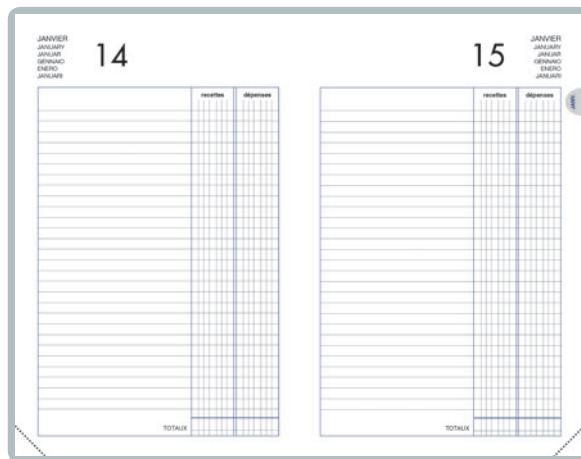 JANVIER
JANUARY
JANUAR
GENNAIO
ENERO
JANUARI
14
recettes dépenses
TOTAUX
15
JANVIER
JANUARY
JANUAR
GENNAIO
ENERO
JANUARI
recettes dépenses
JANV.
TOTAUX